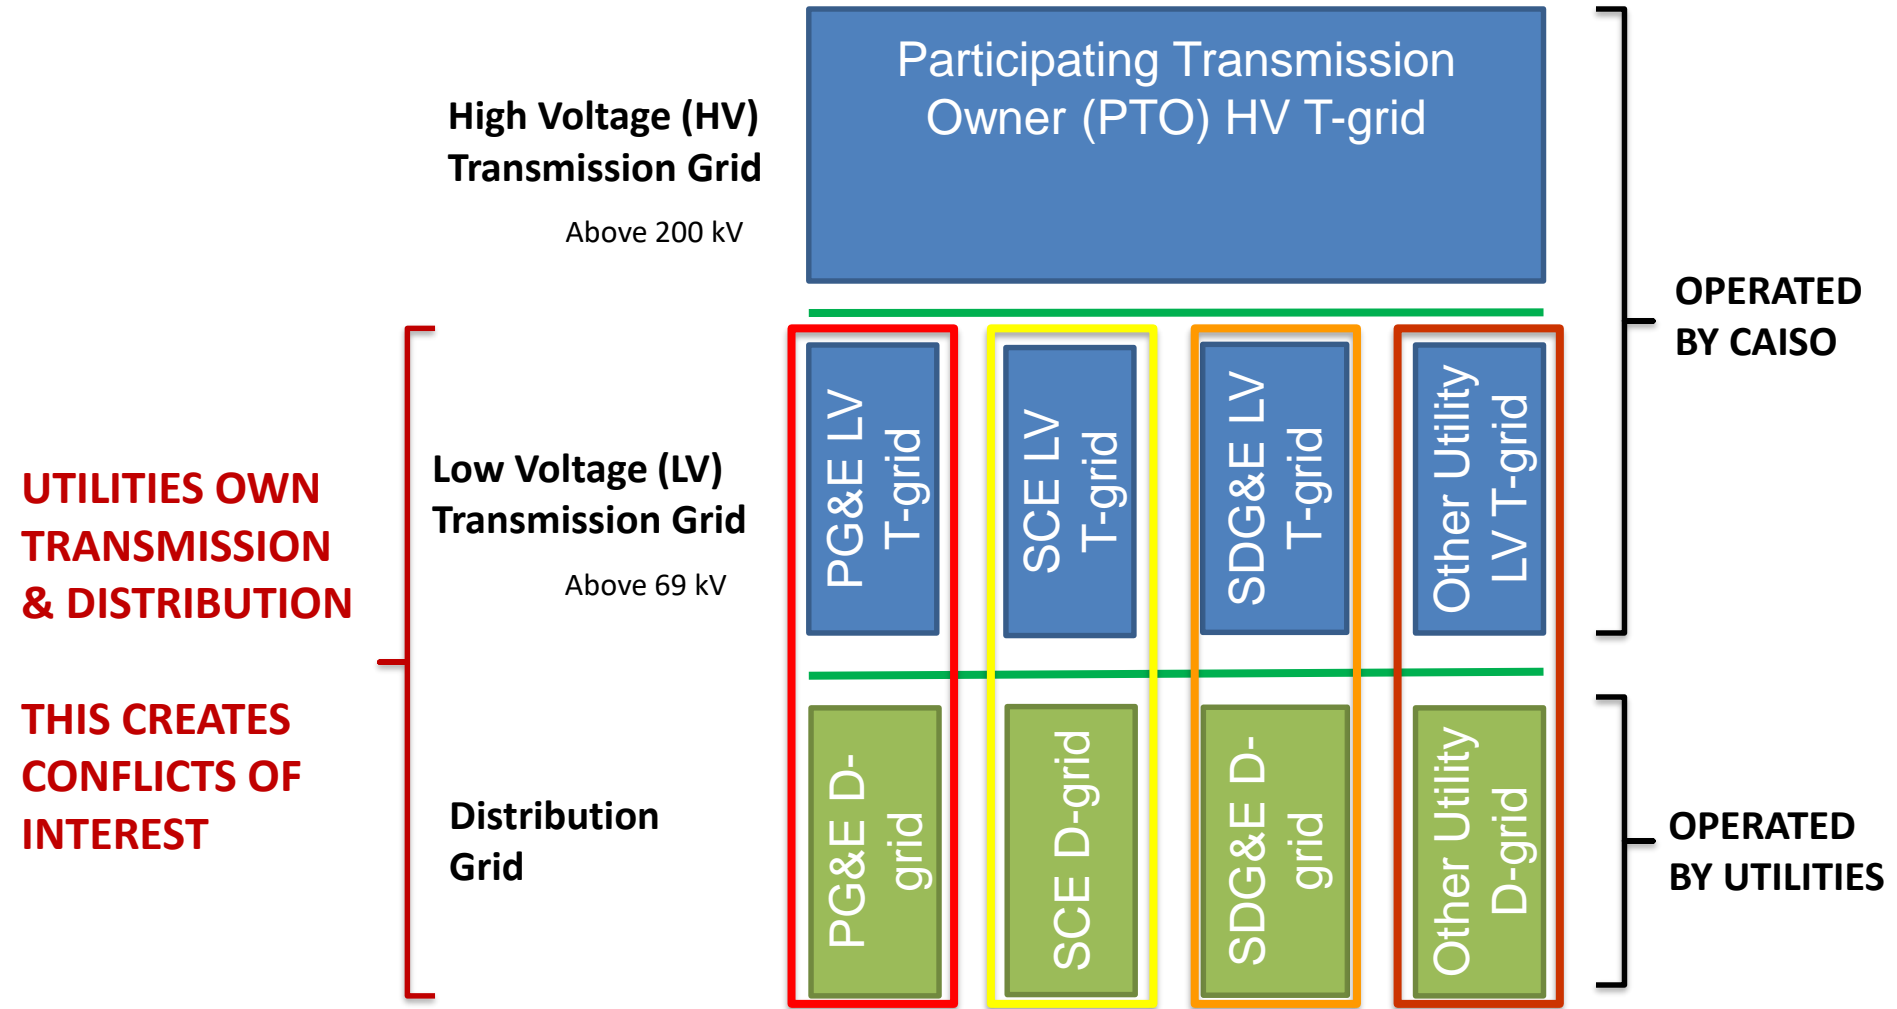 Participating Transmission
Owner (PTO) HV T-grid
High Voltage (HV)
Transmission Grid
Above 200 kV
OPERATED
BY CAISO
UTILITIES OWN
TRANSMISSION
& DISTRIBUTION
THIS CREATES
CONFLICTS OF
INTEREST
Low Voltage (LV)
Transmission Grid
Above 69 kV
PG&E LV
T-grid
SCE LV
T-grid
SDG&E LV
T-grid
Other Utility
LV T-grid
Distribution
Grid
PG&E D-
grid
SCE D-grid
SDG&E D-
grid
Other Utility
D-grid
OPERATED
BY UTILITIES